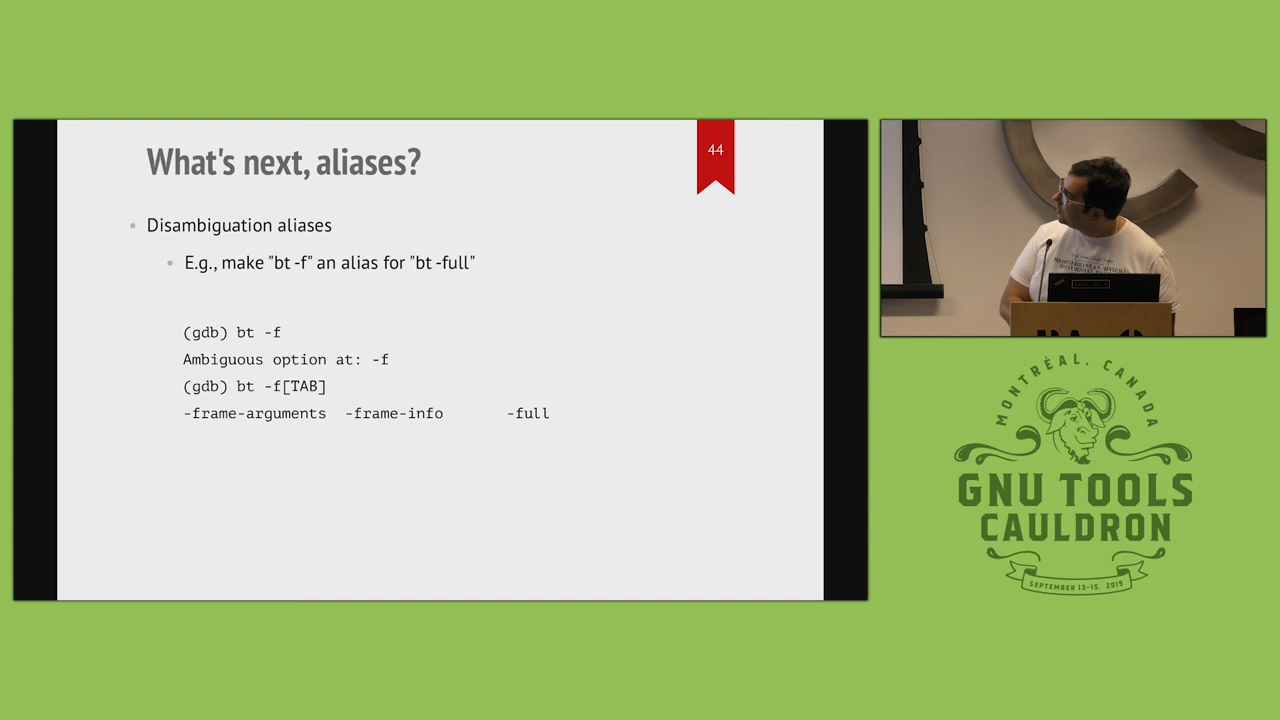 What's next, aliases?
44
• Disambiguation aliases
• E.g., make "bt -f" an alias for "bt -full"
(gdb) bt -f
Ambiguous option at: -f
(gdb) bt -f[TAB]
-frame-arguments -frame-info -full
MONTRÉAL, CANADA
GNU TOOLS
CAULDRON
SEPTEMBER 13-15, 2019